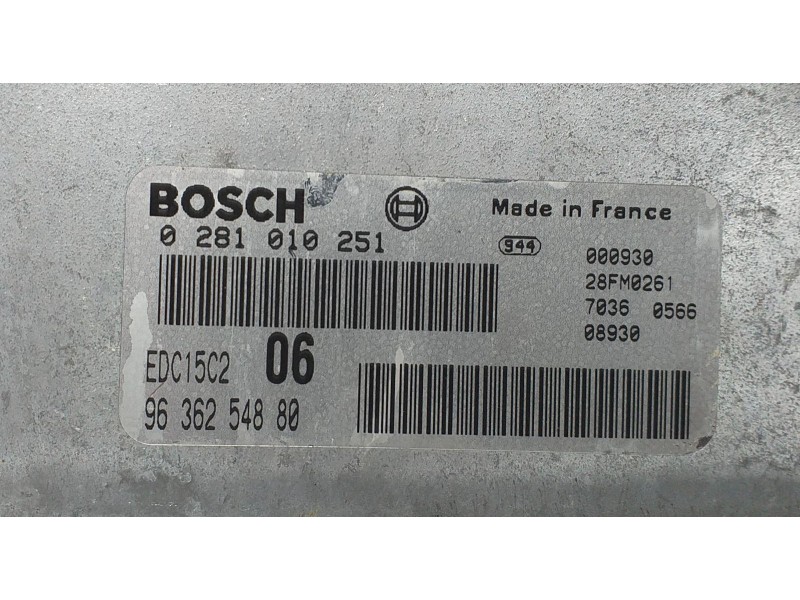 BOSCH Made in France
0 281 010 251 944 000930
28FM0261
7036 0566
08930
EDC15C2 06
96 362 548 80